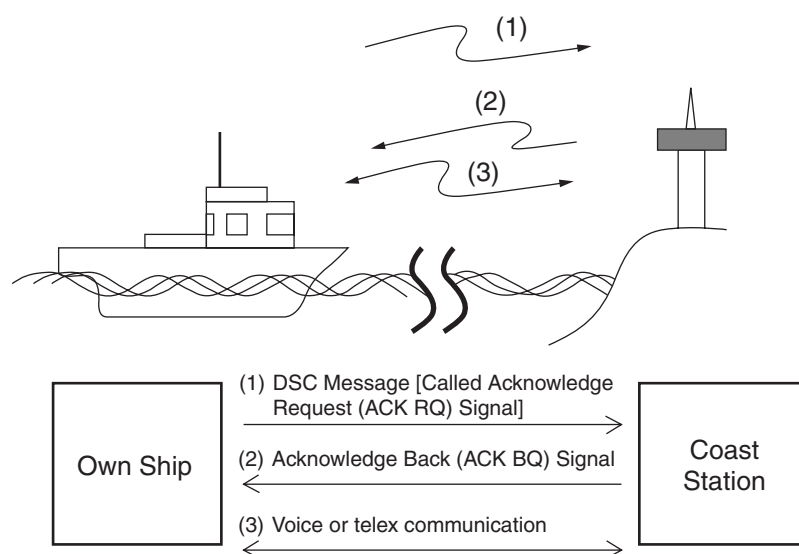 (1)
(2)
(3)
(1) DSC Message [Called Acknowledge
Request (ACK RQ) Signal]
Own Ship
(2) Acknowledge Back (ACK BQ) Signal
Coast
Station
(3) Voice or telex communication